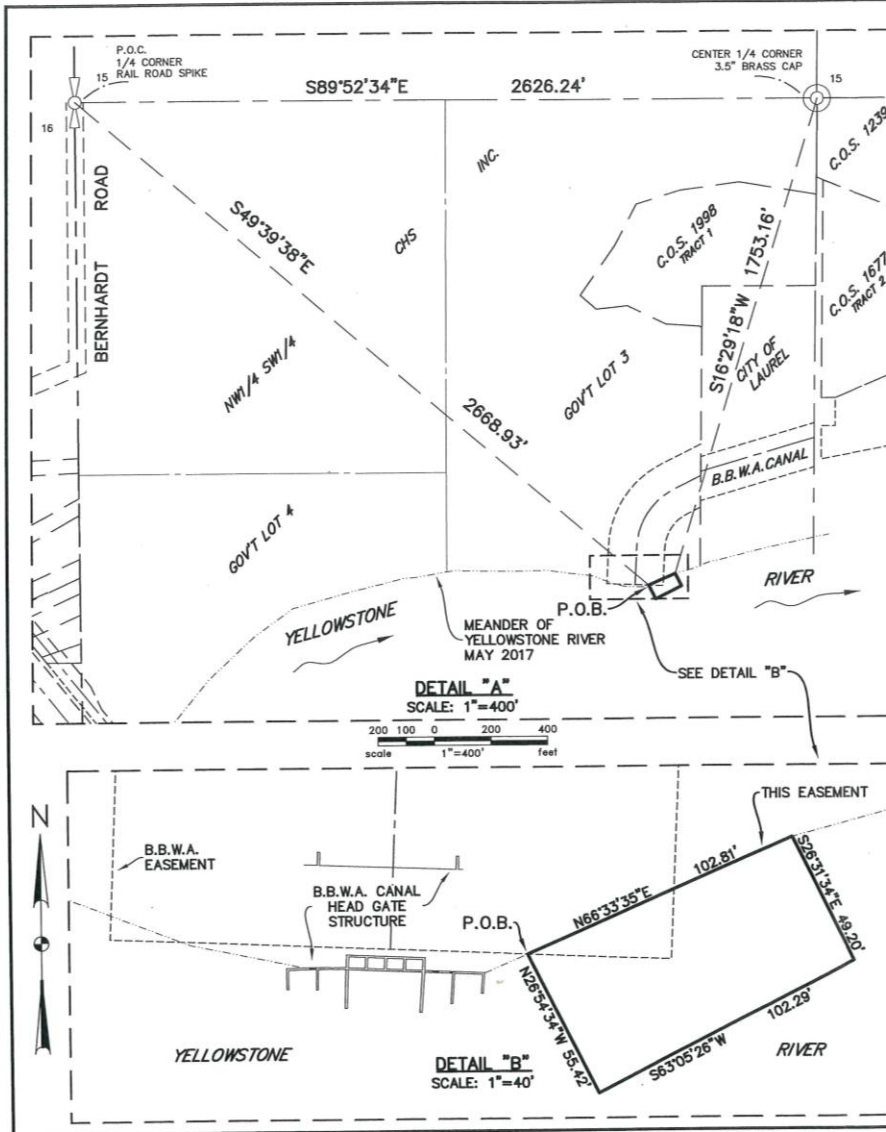 P.O.C.
1/4 CORNER
RAIL ROAD SPIKE
15
16
S89°52'34"E 2626.24'
CENTER 1/4 CORNER
3.5" BRASS CAP
15
C.O.S. 1239
BERNHARDT ROAD
S49°39'38"E
2668.93'
CHS INC.
C.O.S. 1998
TRACT 1
S16°29'18"W 1753.16'
C.O.S. 1677
TRACT 2
NW1/4 SW1/4
GOV'T LOT 3
CITY OF
LAUREL
B.B.W.A. CANAL
GOV'T LOT 4
YELLOWSTONE
RIVER
P.O.B.
MEANDER OF
YELLOWSTONE RIVER
MAY 2017
SEE DETAIL "B"
DETAIL "A"
SCALE: 1"=400'
200 100 0 200 400
scale 1"=400' feet
N
THIS EASEMENT
B.B.W.A.
EASEMENT
B.B.W.A. CANAL
HEAD GATE
STRUCTURE
P.O.B.
N66°33'35"E 102.81'
S26°31'34"E 49.20'
N26°54'34"W 55.42'
S63°05'26"W 102.29'
YELLOWSTONE
RIVER
DETAIL "B"
SCALE: 1"=40'